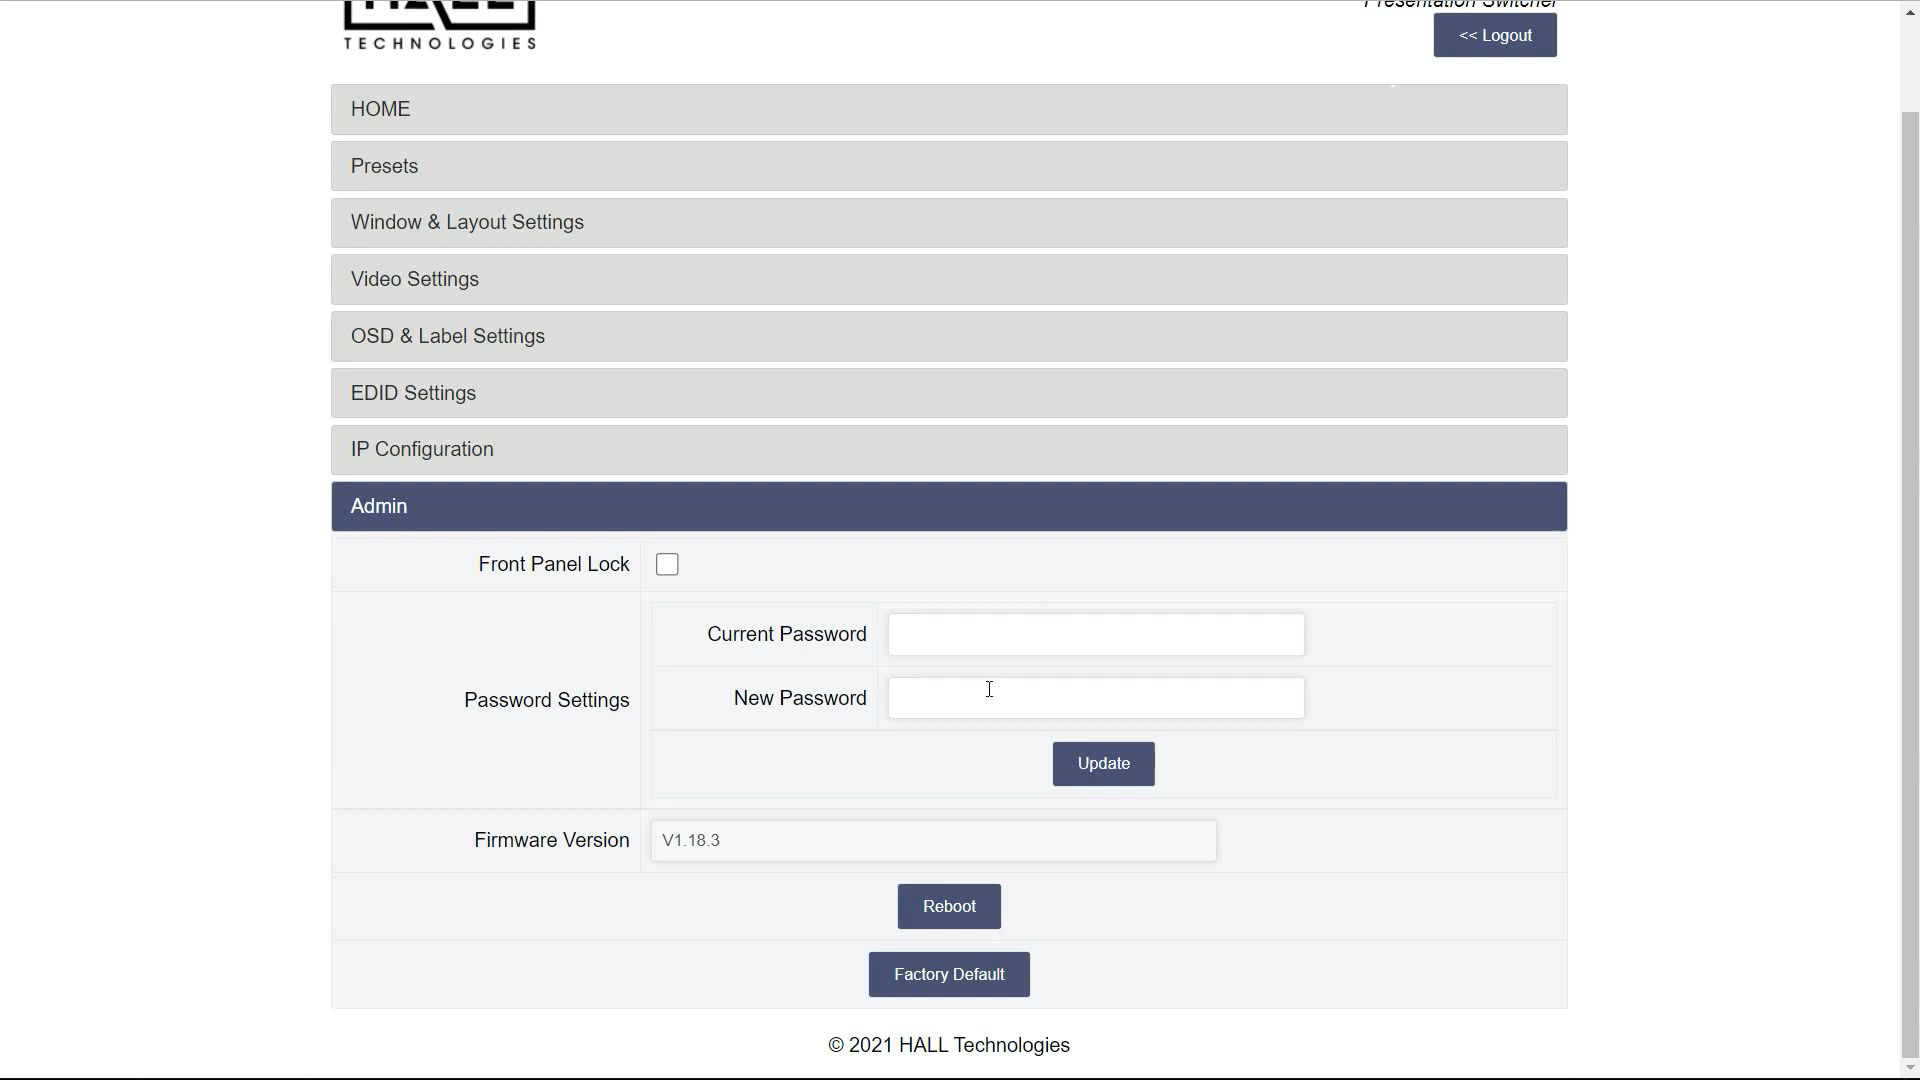 HALL
TECHNOLOGIES
Presentation Switcher
<< Logout
HOME
Presets
Window & Layout Settings
Video Settings
OSD & Label Settings
EDID Settings
IP Configuration
Admin
Front Panel Lock
Current Password
New Password
Password Settings
Update
Firmware Version V1.18.3
Reboot
Factory Default
© 2021 HALL Technologies